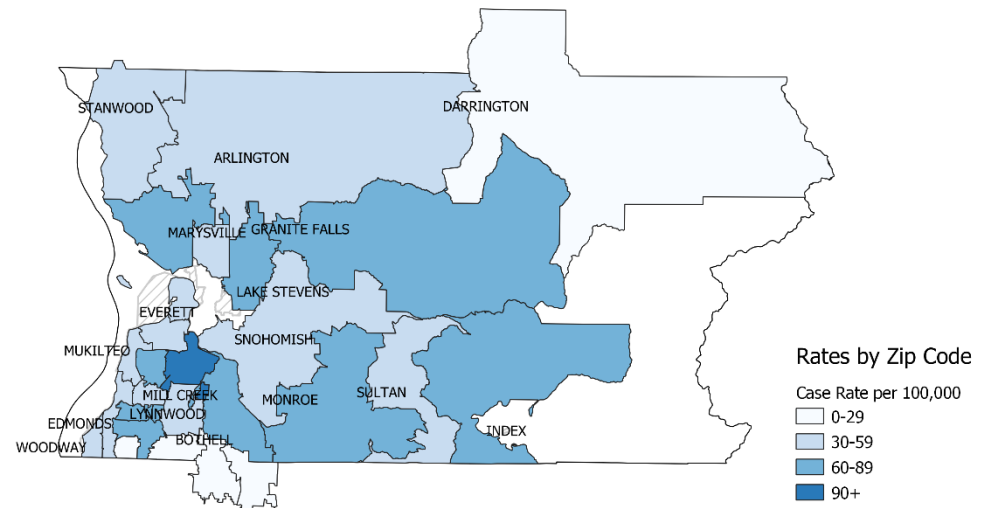 STANWOOD
DARRINGTON
ARLINGTON
MARYSVILLE
GRANITE FALLS
LAKE STEVENS
EVERETT
SNOHOMISH
MUKILTEO
MILL CREEK
MONROE
SULTAN
LYNNWOOD
EDMONDS
INDEX
BOTHELL
WOODWAY
Rates by Zip Code
Case Rate per 100,000
0-29
30-59
60-89
90+